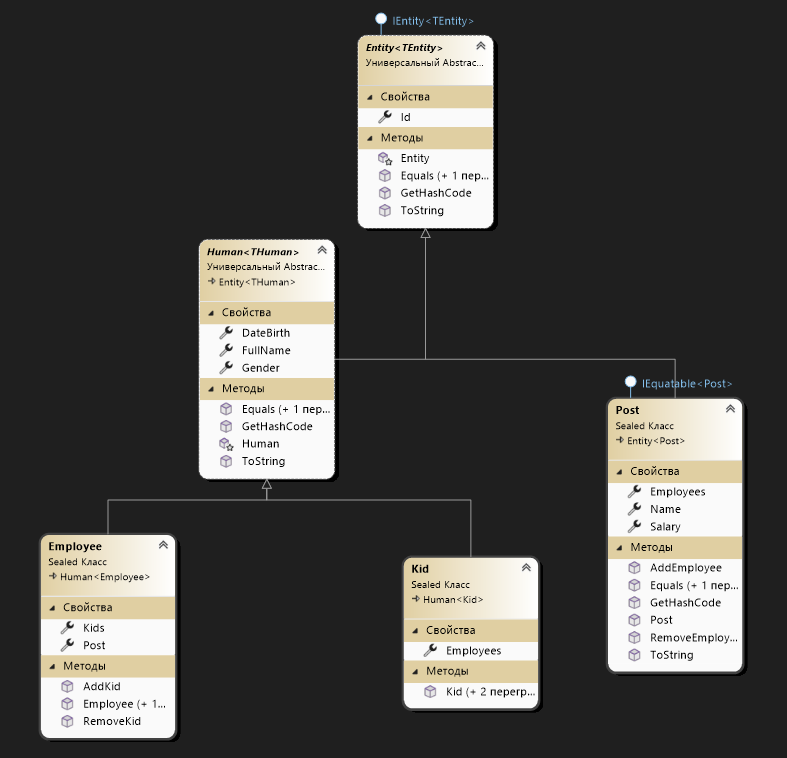 IEntity<TEntity>
Entity<TEntity>
Универсальный Abstrac...
Свойства
Id
Методы
Entity
Equals (+ 1 пер...
GetHashCode
ToString
Human<THuman>
Универсальный Abstrac...
Entity<THuman>
Свойства
DateBirth
FullName
Gender
Методы
Equals (+ 1 пер...
GetHashCode
Human
ToString
IEquatable<Post>
Post
Sealed Класс
Entity<Post>
Свойства
Employees
Name
Salary
Методы
AddEmployee
Equals (+ 1 пер...
GetHashCode
Post
RemoveEmploy...
ToString
Employee
Sealed Класс
Human<Employee>
Свойства
Kids
Post
Методы
AddKid
Employee (+ 1...
RemoveKid
Kid
Sealed Класс
Human<Kid>
Свойства
Employees
Методы
Kid (+ 2 перегр...